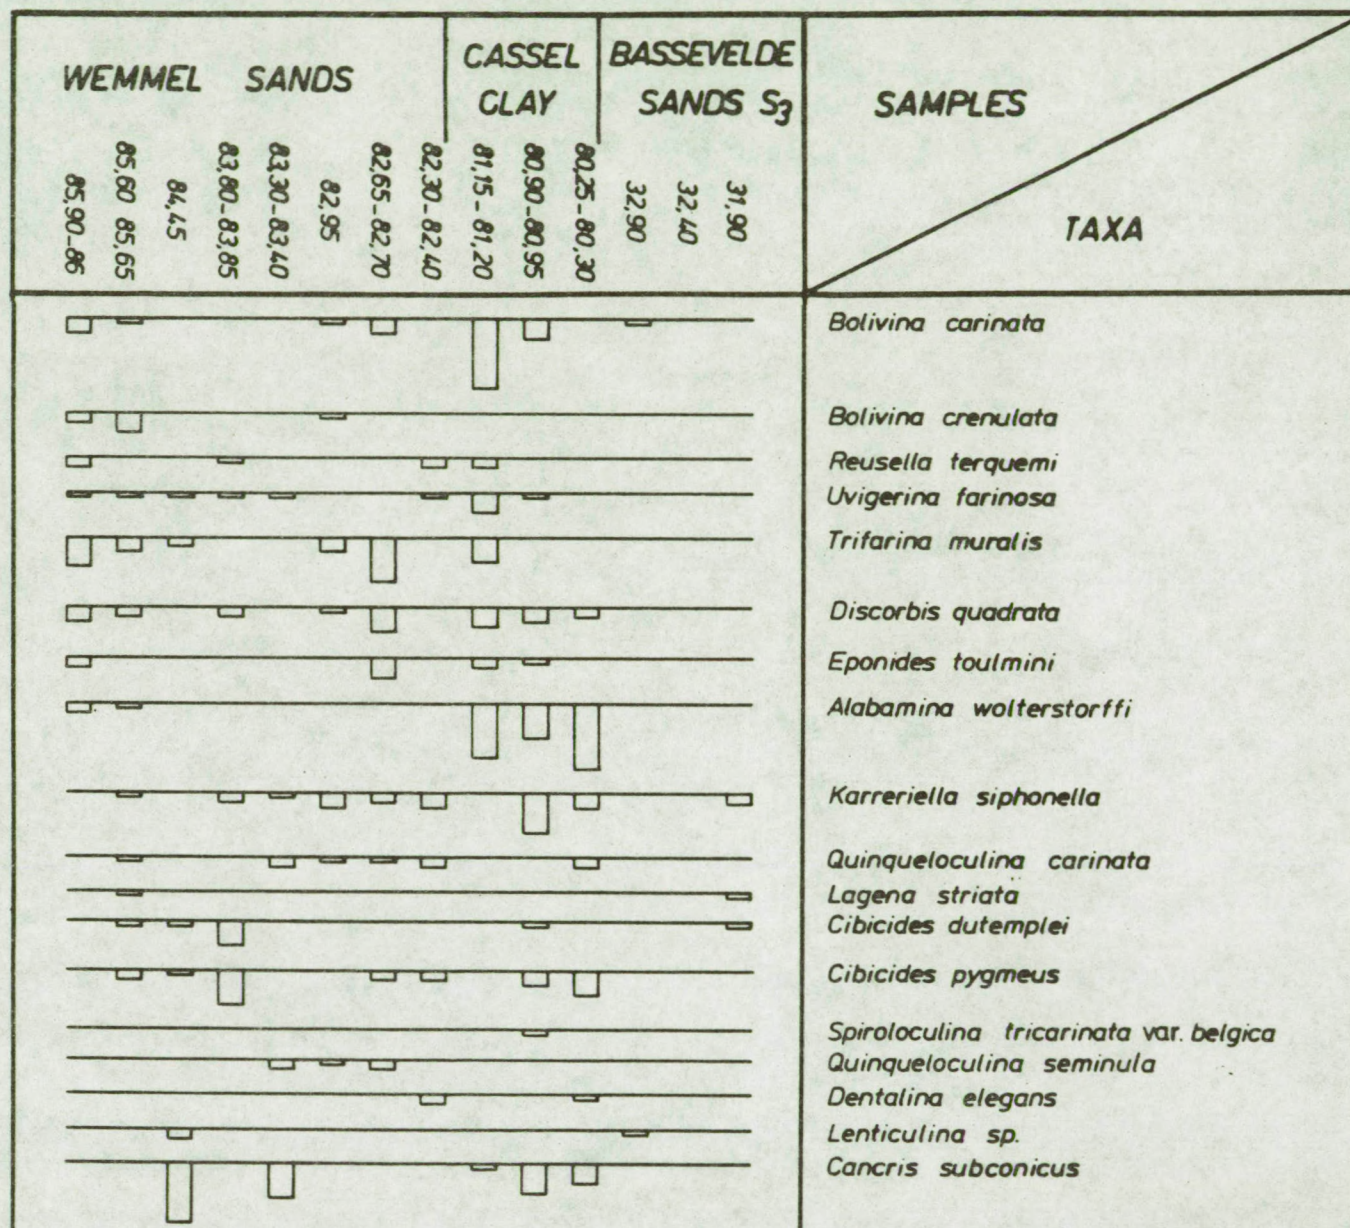 WEMMEL SANDS
CASSEL
CLAY
BASSEVELDE
SANDS S3
SAMPLES
TAXA
85,90-86
85,60 85,65
84,45
83,80-83,85
83,30-83,40
82,95
82,65-82,70
82,30-82,40
81,15-81,20
80,90-80,95
80,25-80,30
32,90
32,40
31,90
Bolivina carinata
Bolivina crenulata
Reusella terquemi
Uvigerina farinosa
Trifarina muralis
Discorbis quadrata
Eponides toulmini
Alabamina wolterstorffi
Karreriella siphonella
Quinqueloculina carinata
Lagena striata
Cibicides dutemplei
Cibicides pygmeus
Spiroloculina tricarinata var. belgica
Quinqueloculina seminula
Dentalina elegans
Lenticulina sp.
Cancris subconicus